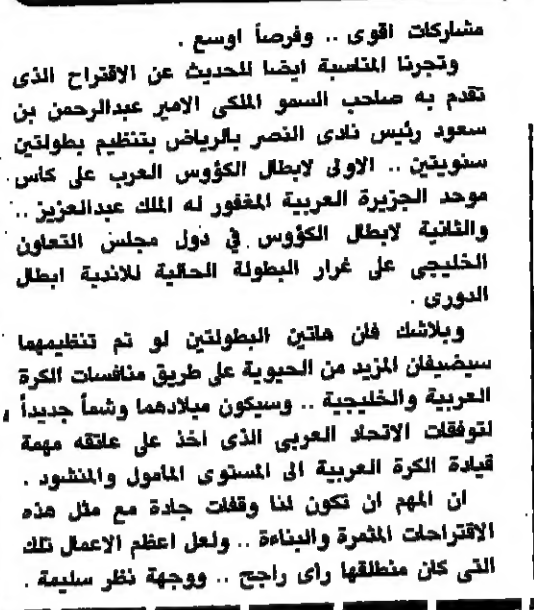 مشاركات اقوى .. وفرصاً اوسع .
وتجرنا المناسبة ايضا للحديث عن الاقتراح الذى
تقدم به صاحب السمو الملكى الامير عبدالرحمن بن
سعود رئيس نادى النصر بالرياض بتنظيم بطولتين
سنويتين .. الاولى لابطال الكؤوس العرب على كاس
موحد الجزيرة العربية المغفور له الملك عبدالعزيز ..
والثانية لابطال الكؤوس في دول مجلس التعاون
الخليجى على غرار البطولة الحالية للاندية ابطال
الدورى .
وبلاشك فان هاتين البطولتين لو تم تنظيمهما
سيضيفان المزيد من الحيوية على طريق منافسات الكرة
العربية والخليجية .. وسيكون ميلادهما وشماً جديداً
لتوفقات الاتحاد العربى الذى اخذ على عاتقه مهمة
قيادة الكرة العربية الى المستوى المامول والمنشود .
ان المهم ان تكون لنا وقفات جادة مع مثل هذه
الاقتراحات المثمرة والبناءة .. ولعل اعظم الاعمال تلك
التى كان منطلقها راى راجح .. ووجهة نظر سليمة .